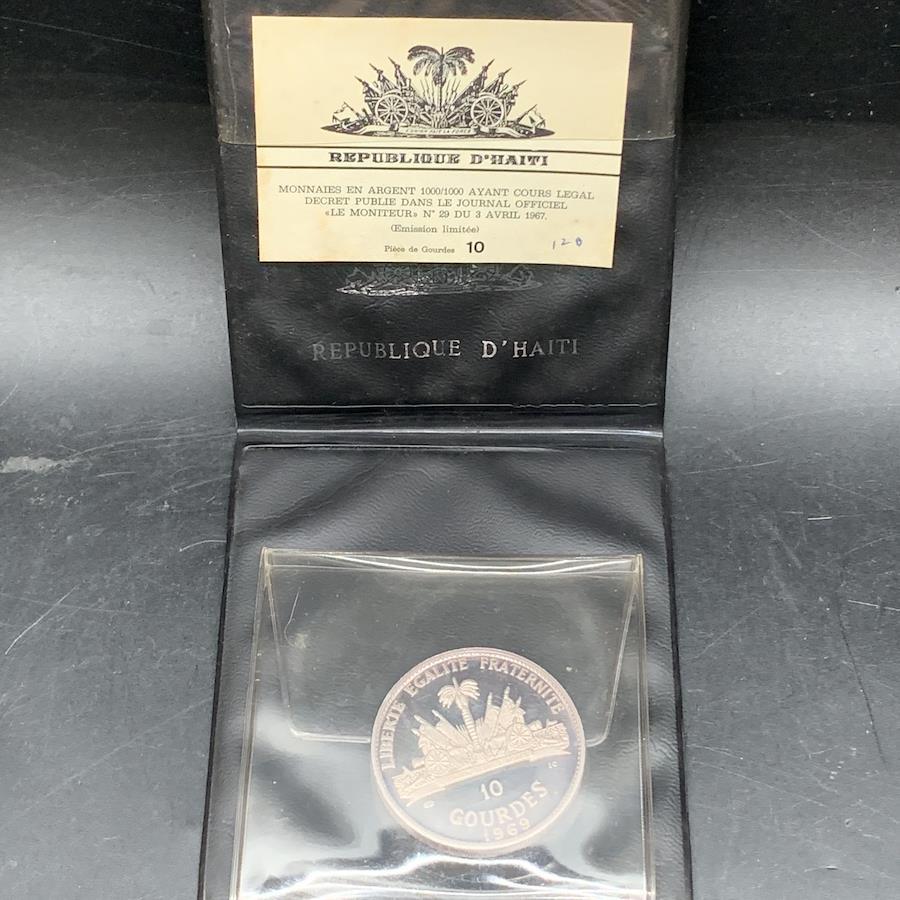 L'UNION FAIT LA FORCE
REPUBLIQUE D'HAITI
MONNAIES EN ARGENT 1000/1000 AYANT COURS LEGAL
DECRET PUBLIE DANS LE JOURNAL OFFICIEL
«LE MONITEUR» N° 29 DU 3 AVRIL 1967.
(Emission limitée)
Pièce de Gourdes 10
120
REPUBLIQUE D'HAITI
LIBERTE EGALITE FRATERNITE
IC
10
GOURDES
1969